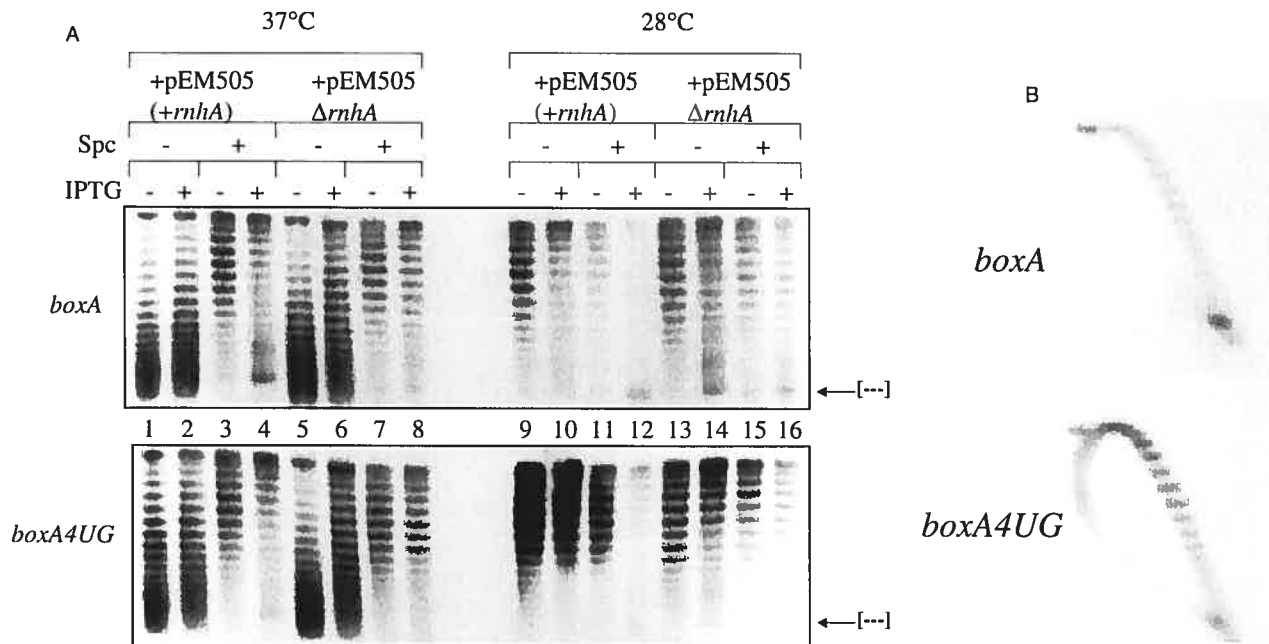 A
37°C
28°C
+pEM505 +pEM505 +pEM505 +pEM505
(+rnhA) ΔrnhA (+rnhA) ΔrnhA
B
Spc - + - + - + - +
IPTG - + - + - + - + - + - + - + - +
boxA
[---]
boxA
1 2 3 4 5 6 7 8 9 10 11 12 13 14 15 16
boxA4UG
[---]
boxA4UG